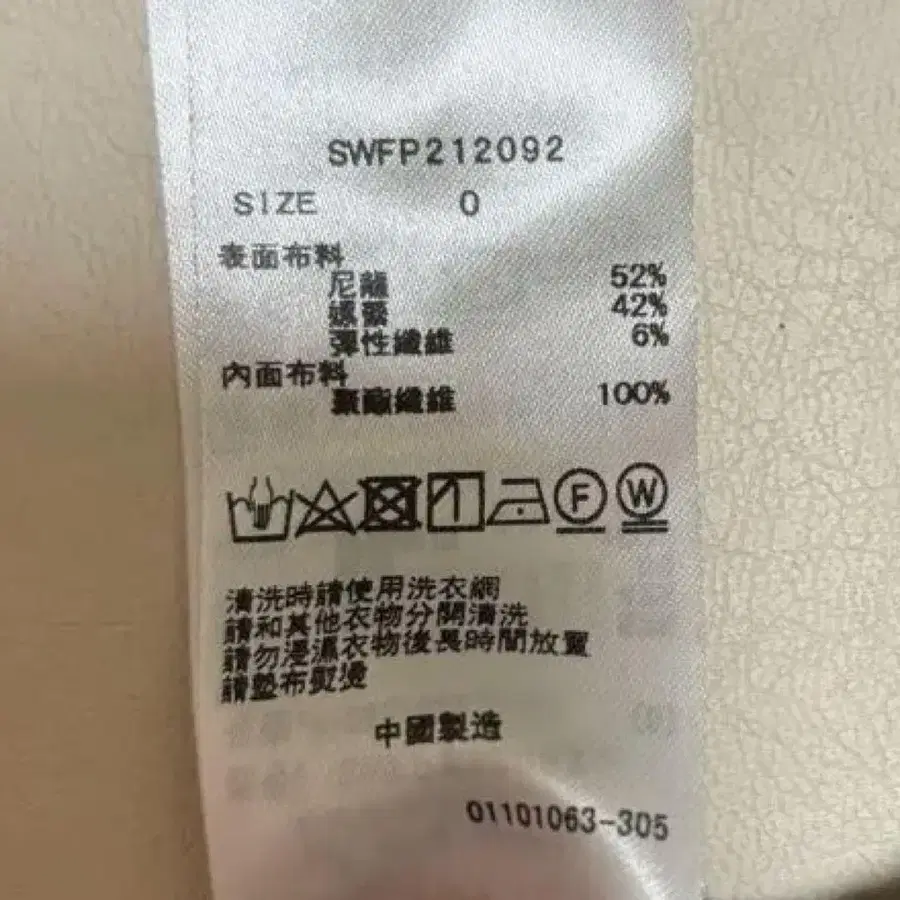 SWFP212092
SIZE 0
表面布料
尼龍 52%
嫘縈 42%
彈性纖維 6%
內面布料
聚酯纖維 100%
F W
清洗時請使用洗衣網
請和其他衣物分開清洗
請勿浸濕衣物後長時間放置
請墊布熨燙
中國製造
01101063-305